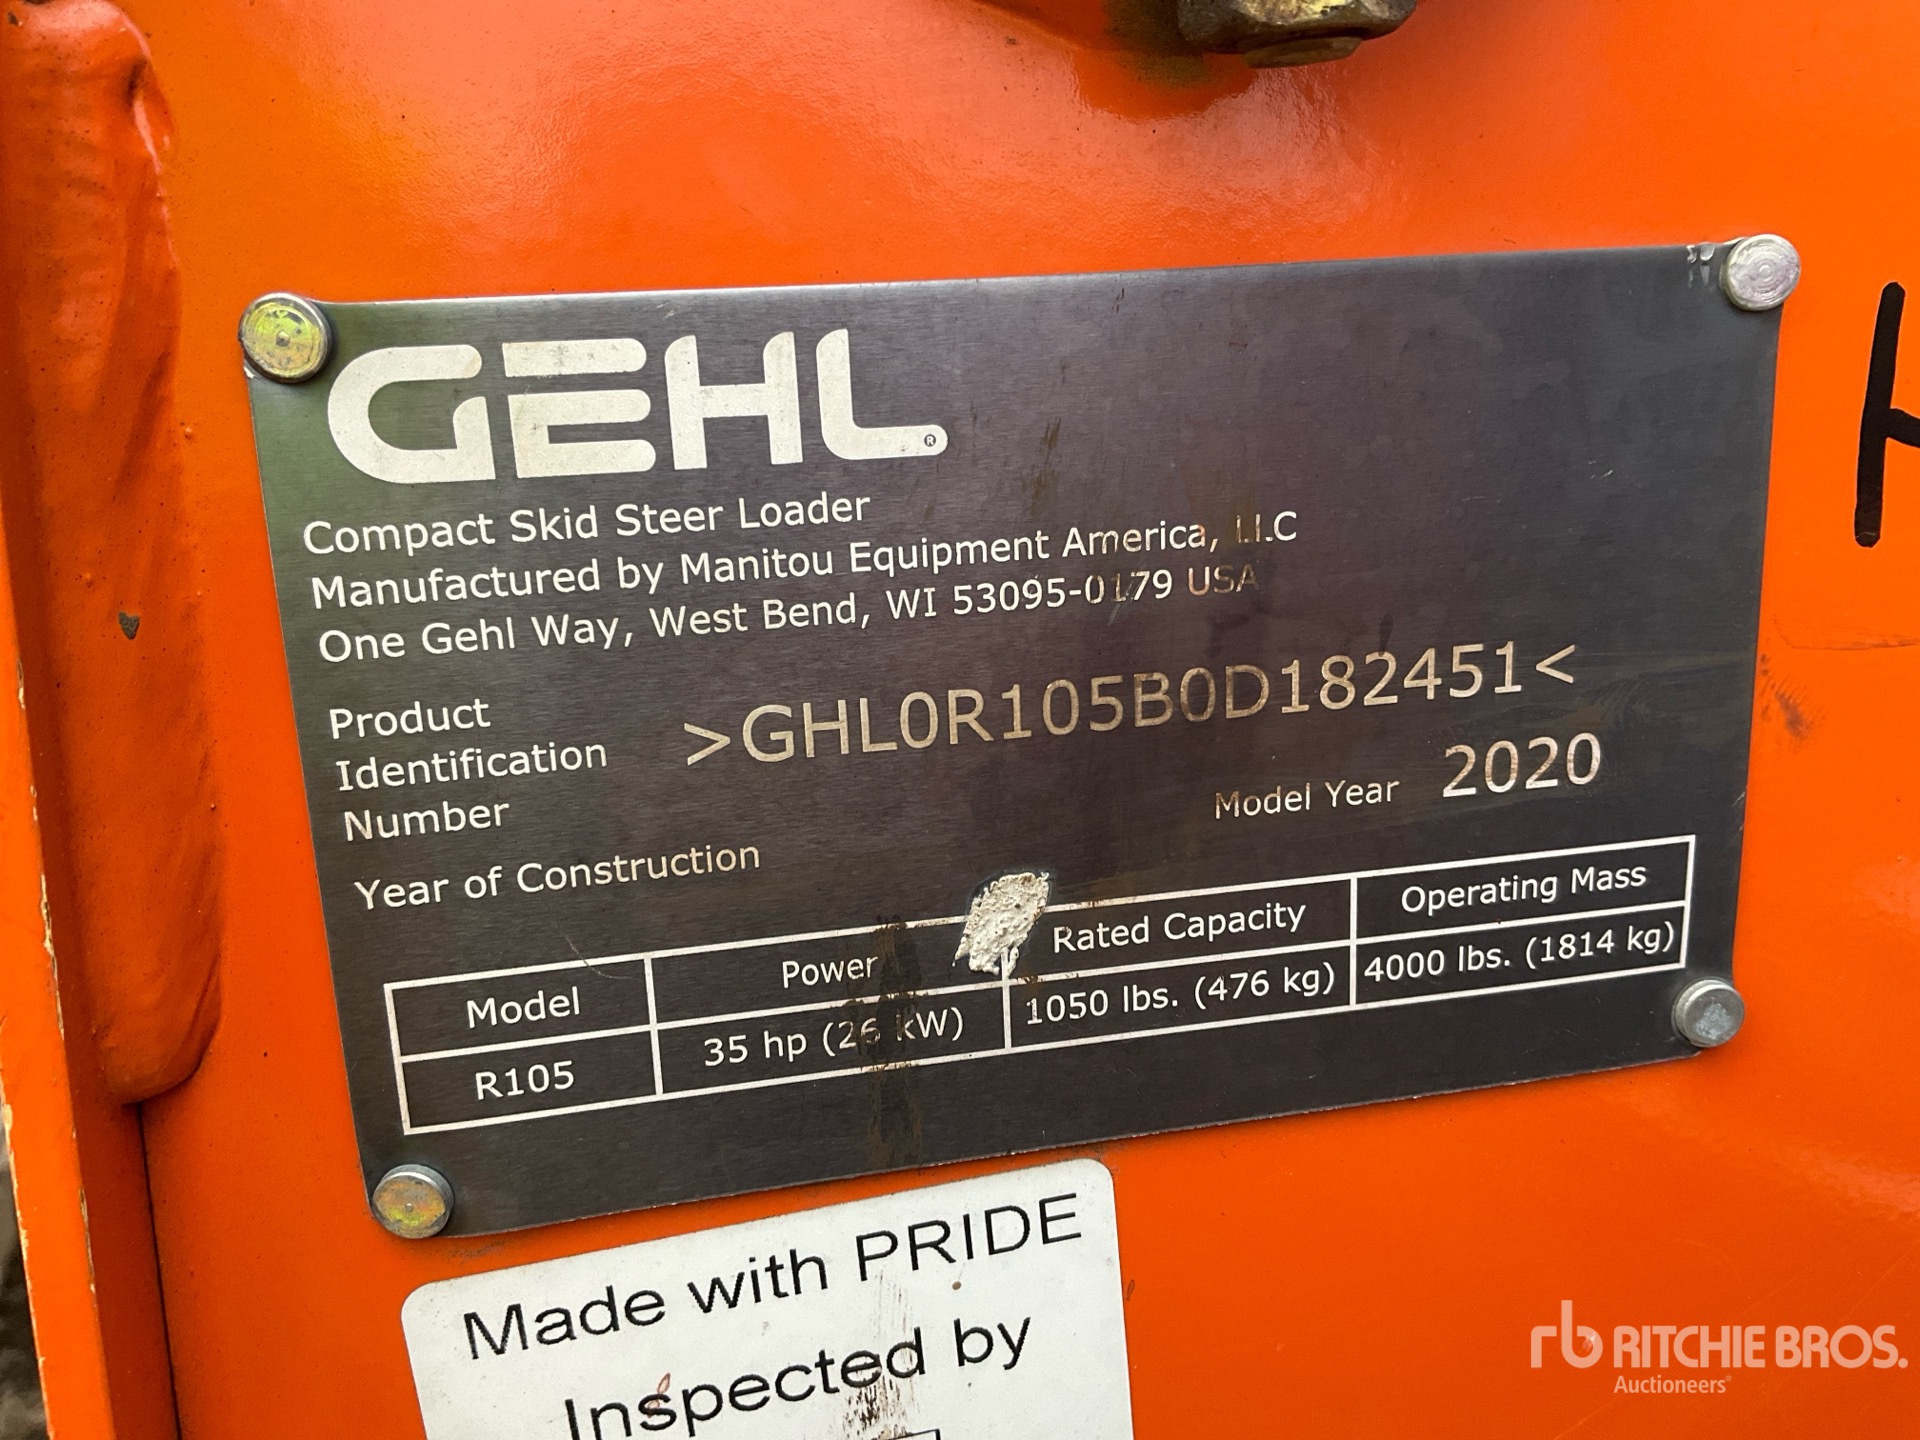 GEHL®
Compact Skid Steer Loader
Manufactured by Manitou Equipment America, LLC
One Gehl Way, West Bend, WI 53095-0179 USA
Product
Identification
Number
>GHL0R105B0D182451<
Model Year 2020
Year of Construction
Model Power Rated Capacity Operating Mass
R105 35 hp (26 kW) 1050 lbs. (476 kg) 4000 lbs. (1814 kg)
Made with PRIDE
Inspected by
H
rb RITCHIE BROS.
Auctioneers